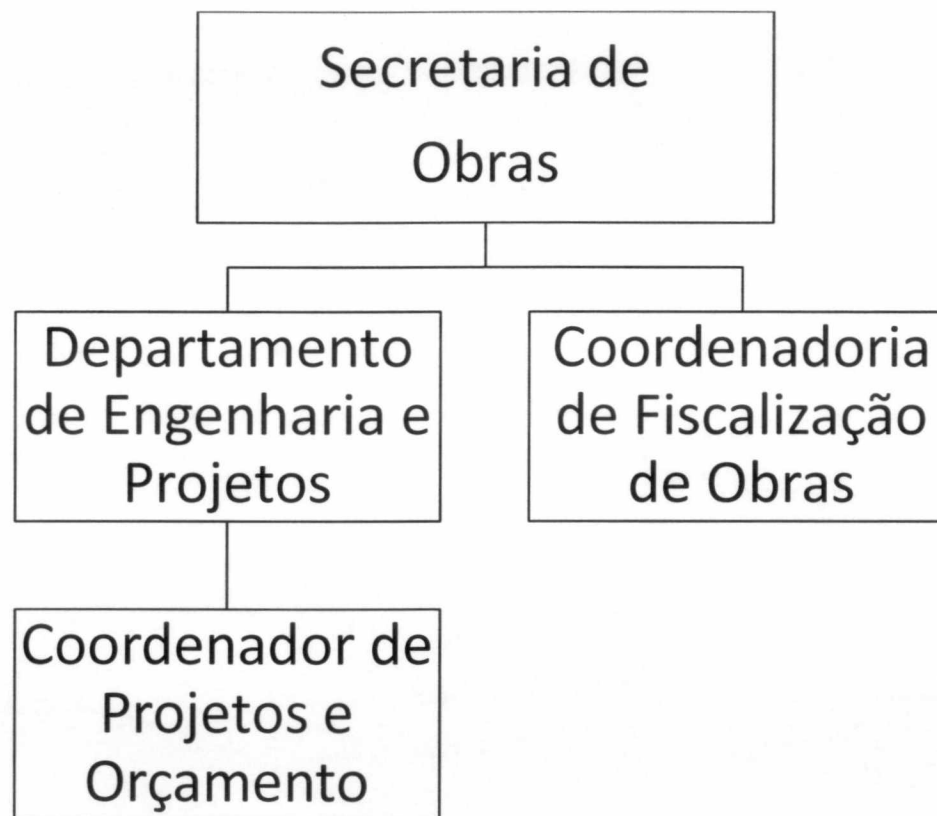 Secretaria de
Obras
Departamento
de Engenharia e
Projetos
Coordenadoria
de Fiscalização
de Obras
Coordenador de
Projetos e
Orçamento